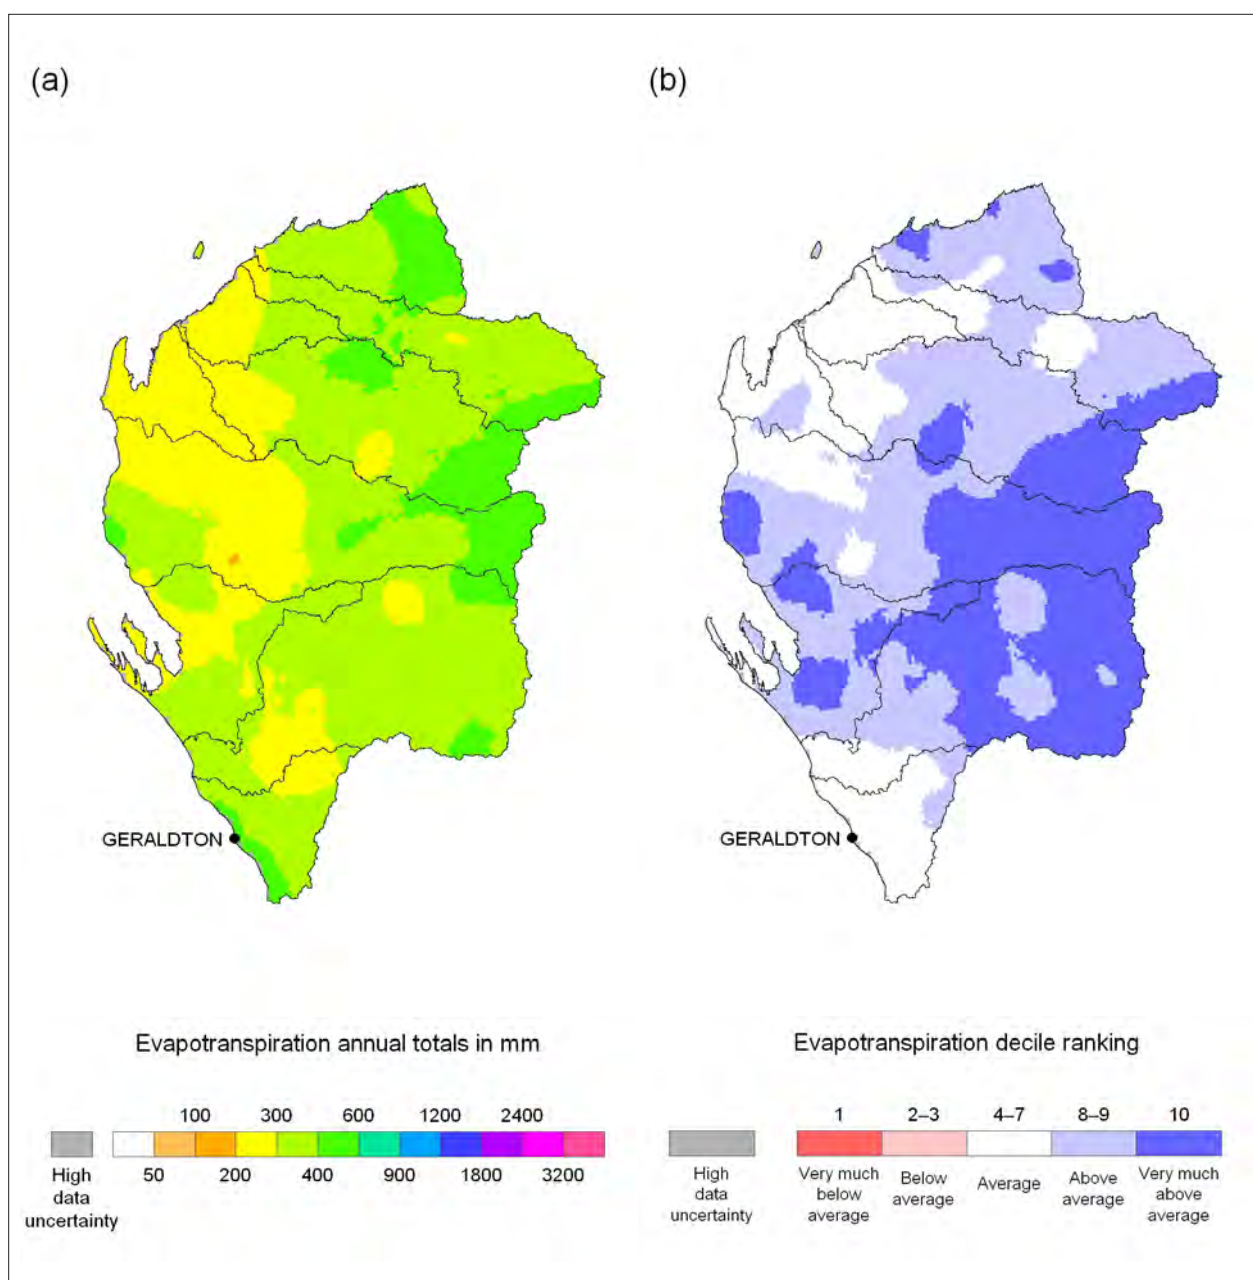 (a)
(b)
GERALDTON
GERALDTON
Evapotranspiration annual totals in mm
100 300 600 1200 2400
50 200 400 900 1800 3200
High
data
uncertainty
Evapotranspiration decile ranking
1 2–3 4–7 8–9 10
High
data
uncertainty
Very much
below
average
Below
average
Average
Above
average
Very much
above
average